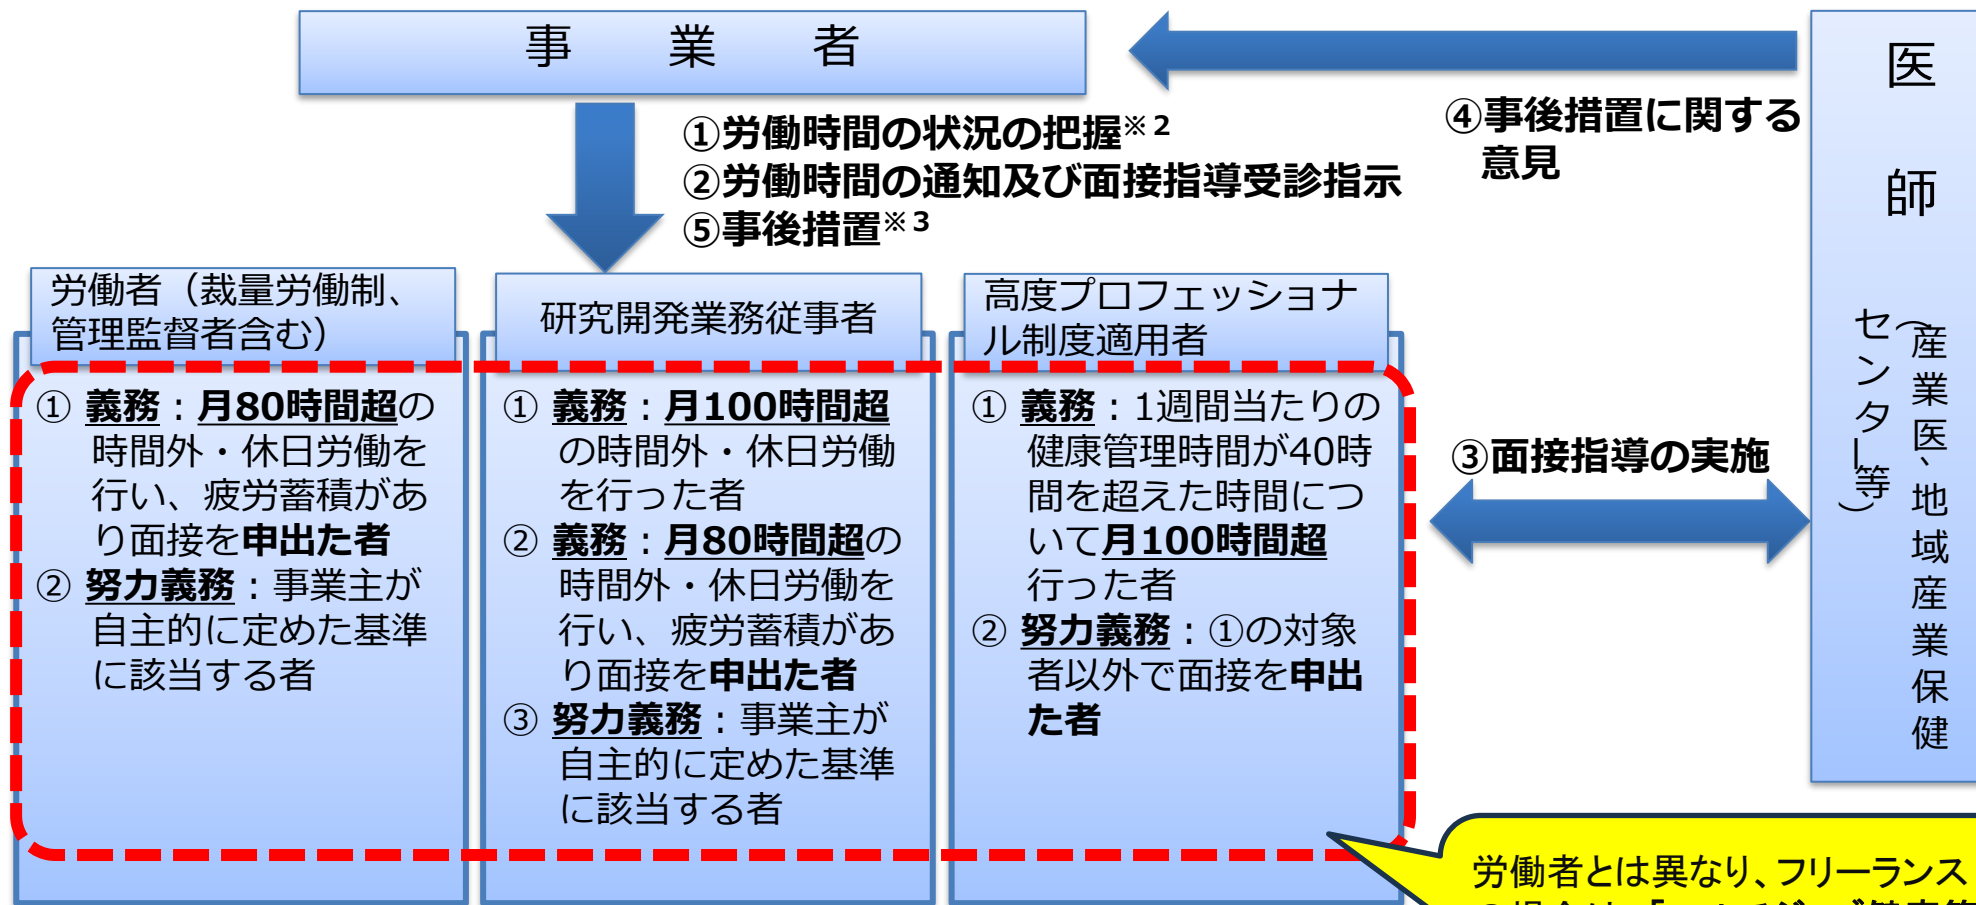 事　業　者
①労働時間の状況の把握※2
②労働時間の通知及び面接指導受診指示
⑤事後措置※3
④事後措置に関する
意見
医師
（産業医、地域産業保健
センター等）
労働者（裁量労働制、
管理監督者含む）
① 義務：月80時間超の
時間外・休日労働を
行い、疲労蓄積があ
り面接を申出た者
② 努力義務：事業主が
自主的に定めた基準
に該当する者
研究開発業務従事者
① 義務：月100時間超
の時間外・休日労働
を行った者
② 義務：月80時間超の
時間外・休日労働を
行い、疲労蓄積があ
り面接を申出た者
③ 努力義務：事業主が
自主的に定めた基準
に該当する者
高度プロフェッショナ
ル制度適用者
① 義務：1週間当たりの
健康管理時間が40時
間を超えた時間につ
いて月100時間超
行った者
② 努力義務：①の対象
者以外で面接を申出
た者
③面接指導の実施
労働者とは異なり、フリーランス